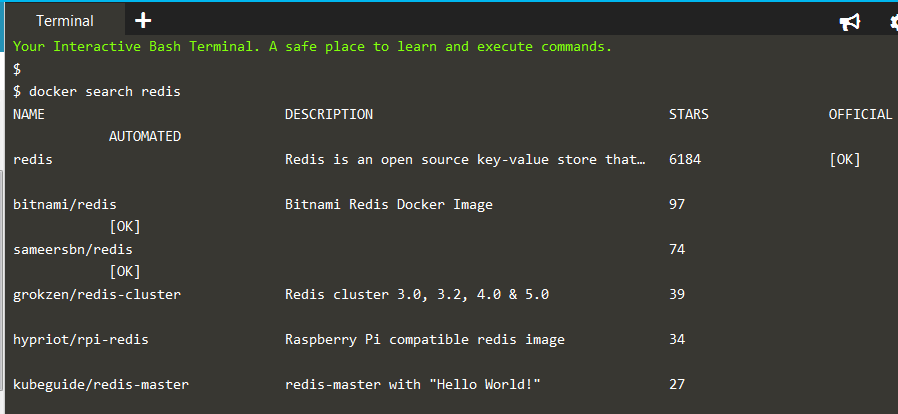 Terminal
Your Interactive Bash Terminal. A safe place to learn and execute commands.
$
$ docker search redis
NAME DESCRIPTION STARS OFFICIAL
AUTOMATED
redis Redis is an open source key-value store that… 6184 [OK]
bitnami/redis Bitnami Redis Docker Image 97
[OK]
sameersbn/redis 74
[OK]
grokzen/redis-cluster Redis cluster 3.0, 3.2, 4.0 & 5.0 39
hypriot/rpi-redis Raspberry Pi compatible redis image 34
kubeguide/redis-master redis-master with "Hello World!" 27